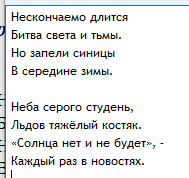 Нескончаемо длится
Битва света и тьмы.
Но запели синицы
В середине зимы.

Неба серого студень,
Льдов тяжёлый костяк.
«Солнца нет и не будет», -
Каждый раз в новостях.